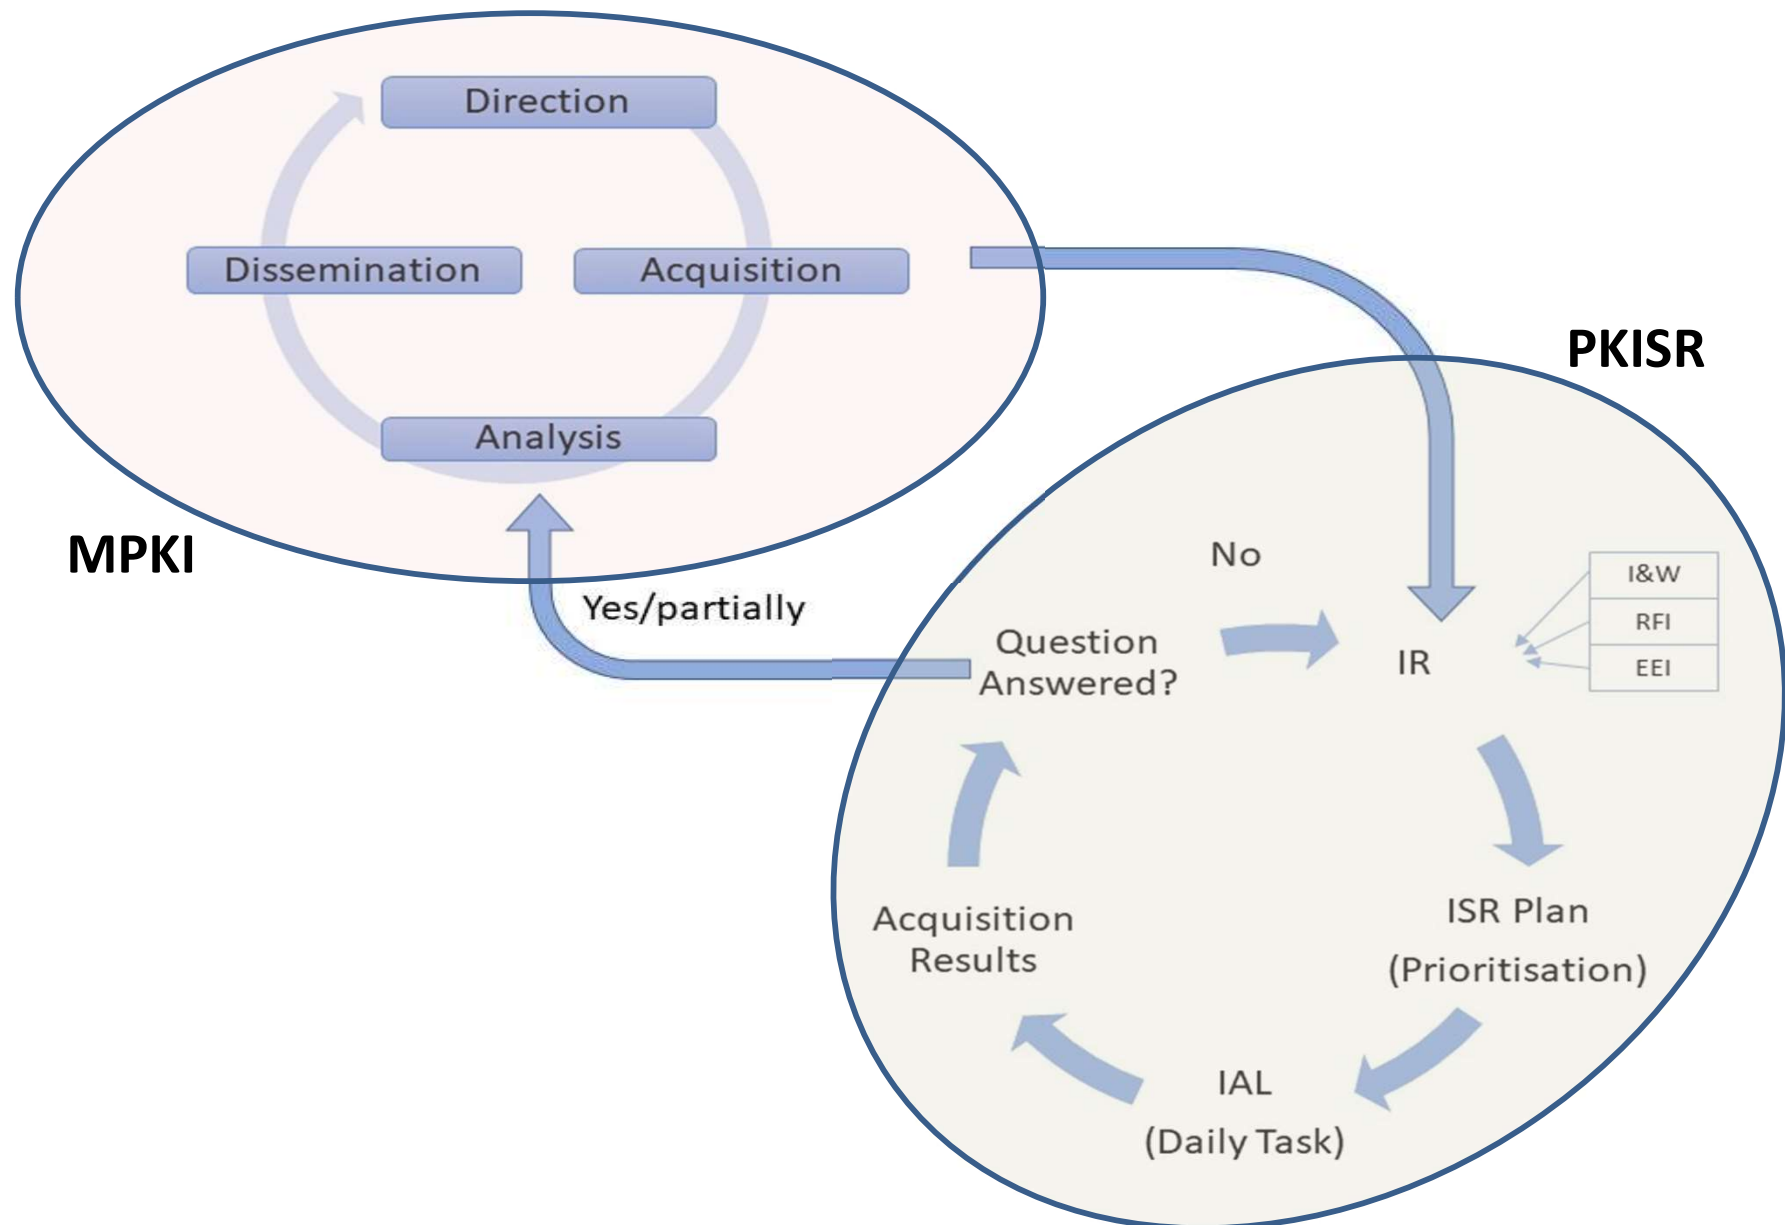 Direction
Dissemination
Acquisition
Analysis
MPKI
Yes/partially
PKISR
No
Question
Answered?
IR
I&W
RFI
EEI
ISR Plan
(Prioritisation)
IAL
(Daily Task)
Acquisition
Results